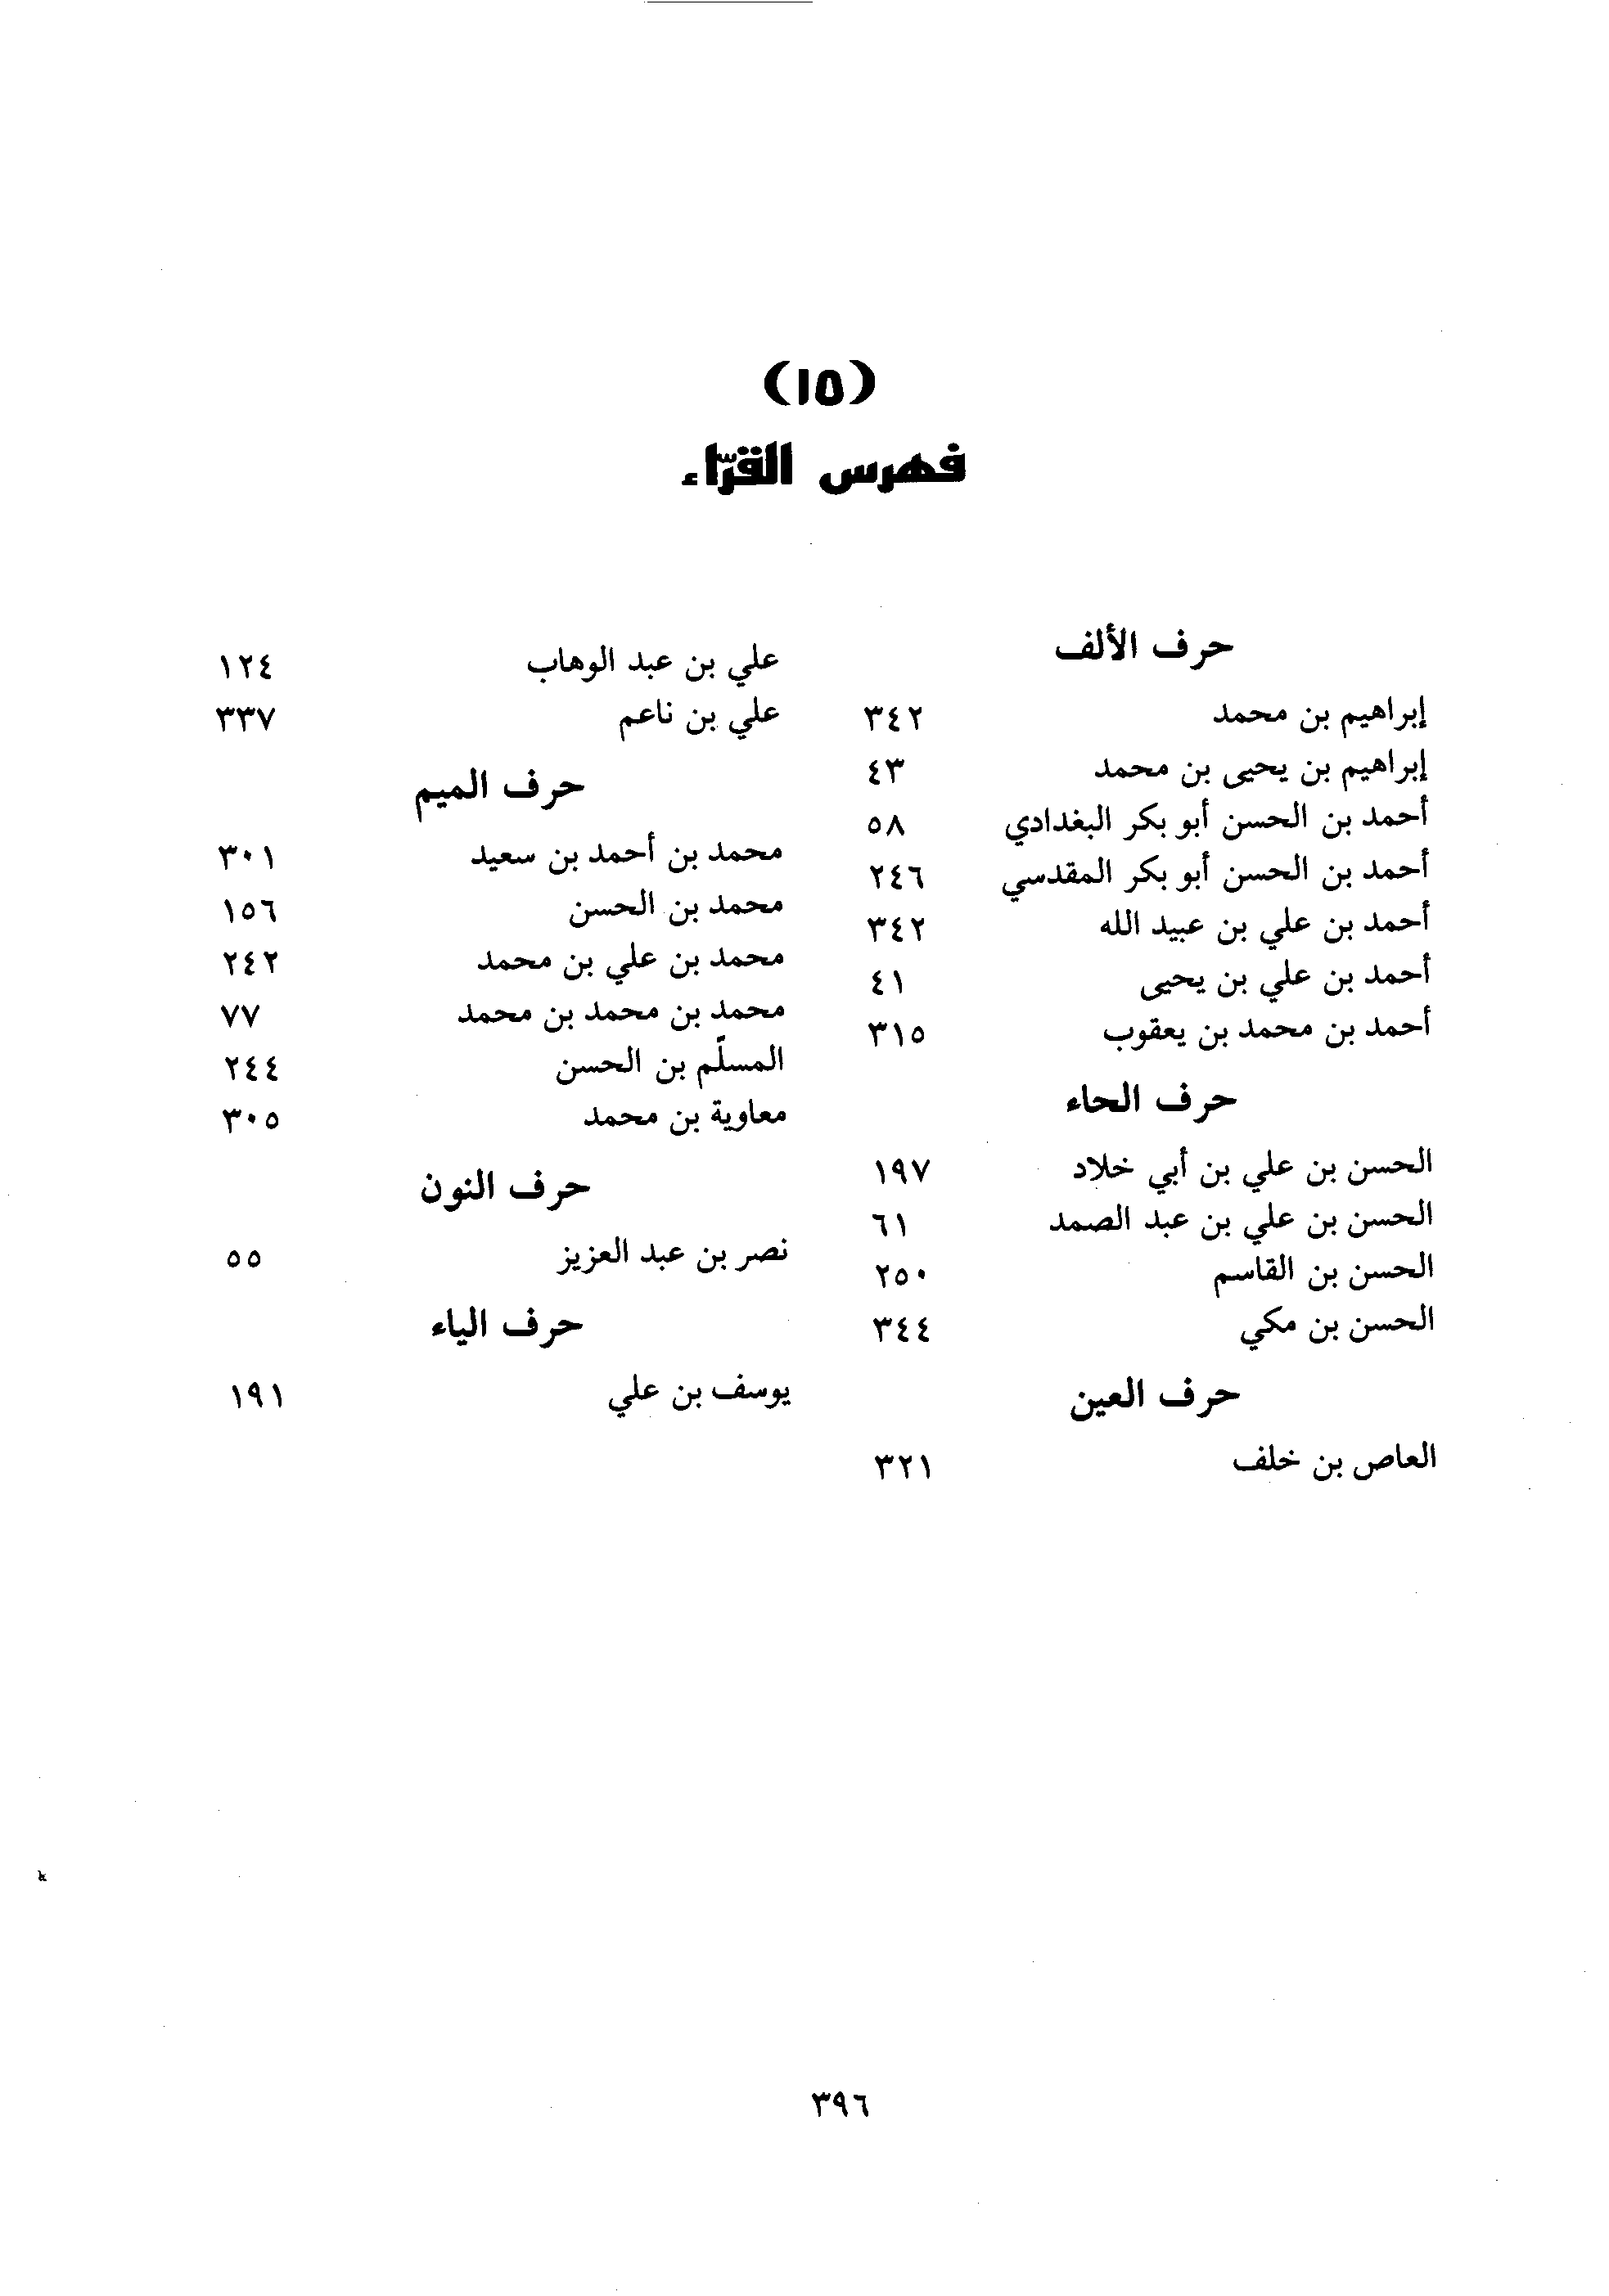 (١٥)
فهرس القرّاء
حرف الألف
إبراهيم بن محمد ٣٤٢
إبراهيم بن يحيى بن محمد ٤٣
أحمد بن الحسن أبو بكر البغدادي ٥٨
أحمد بن الحسن أبو بكر المقدسي ٢٤٦
أحمد بن علي بن عبيد الله ٣٤٢
أحمد بن علي بن يحيى ٤١
أحمد بن محمد بن يعقوب ٣١٥
حرف الحاء
الحسن بن علي بن أبي خلاد ١٩٧
الحسن بن علي بن عبد الصمد ٦١
الحسن بن القاسم ٢٥٠
الحسن بن مكي ٣٤٤
حرف العين
العاص بن خلف ٣٢١
علي بن عبد الوهاب ١٢٤
علي بن ناعم ٣٣٧
حرف الميم
محمد بن أحمد بن سعيد ٣٠١
محمد بن الحسن ١٥٦
محمد بن علي بن محمد ٢٤٢
محمد بن محمد بن محمد ٧٧
المسلّم بن الحسن ٢٤٤
معاوية بن محمد ٣٠٥
حرف النون
نصر بن عبد العزيز ٥٥
حرف الياء
يوسف بن علي ١٩١
٣٩٦